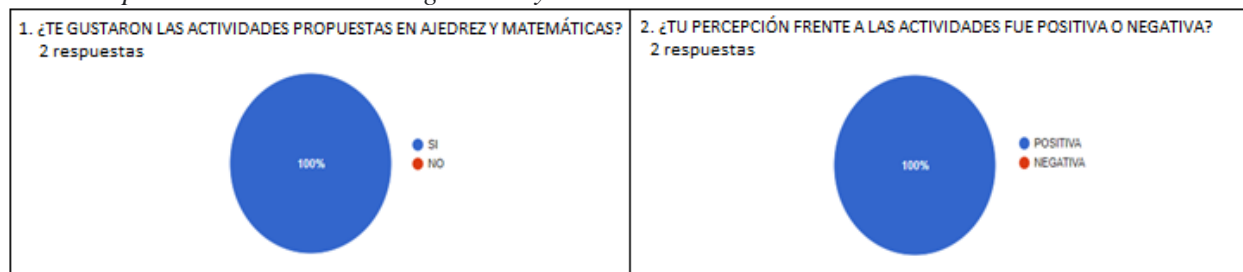 1. ¿TE GUSTARON LAS ACTIVIDADES PROPUESTAS EN AJEDREZ Y MATEMÁTICAS?
2 respuestas
100%
SI
NO
2. ¿TU PERCEPCIÓN FRENTE A LAS ACTIVIDADES FUE POSITIVA O NEGATIVA?
2 respuestas
100%
POSITIVA
NEGATIVA